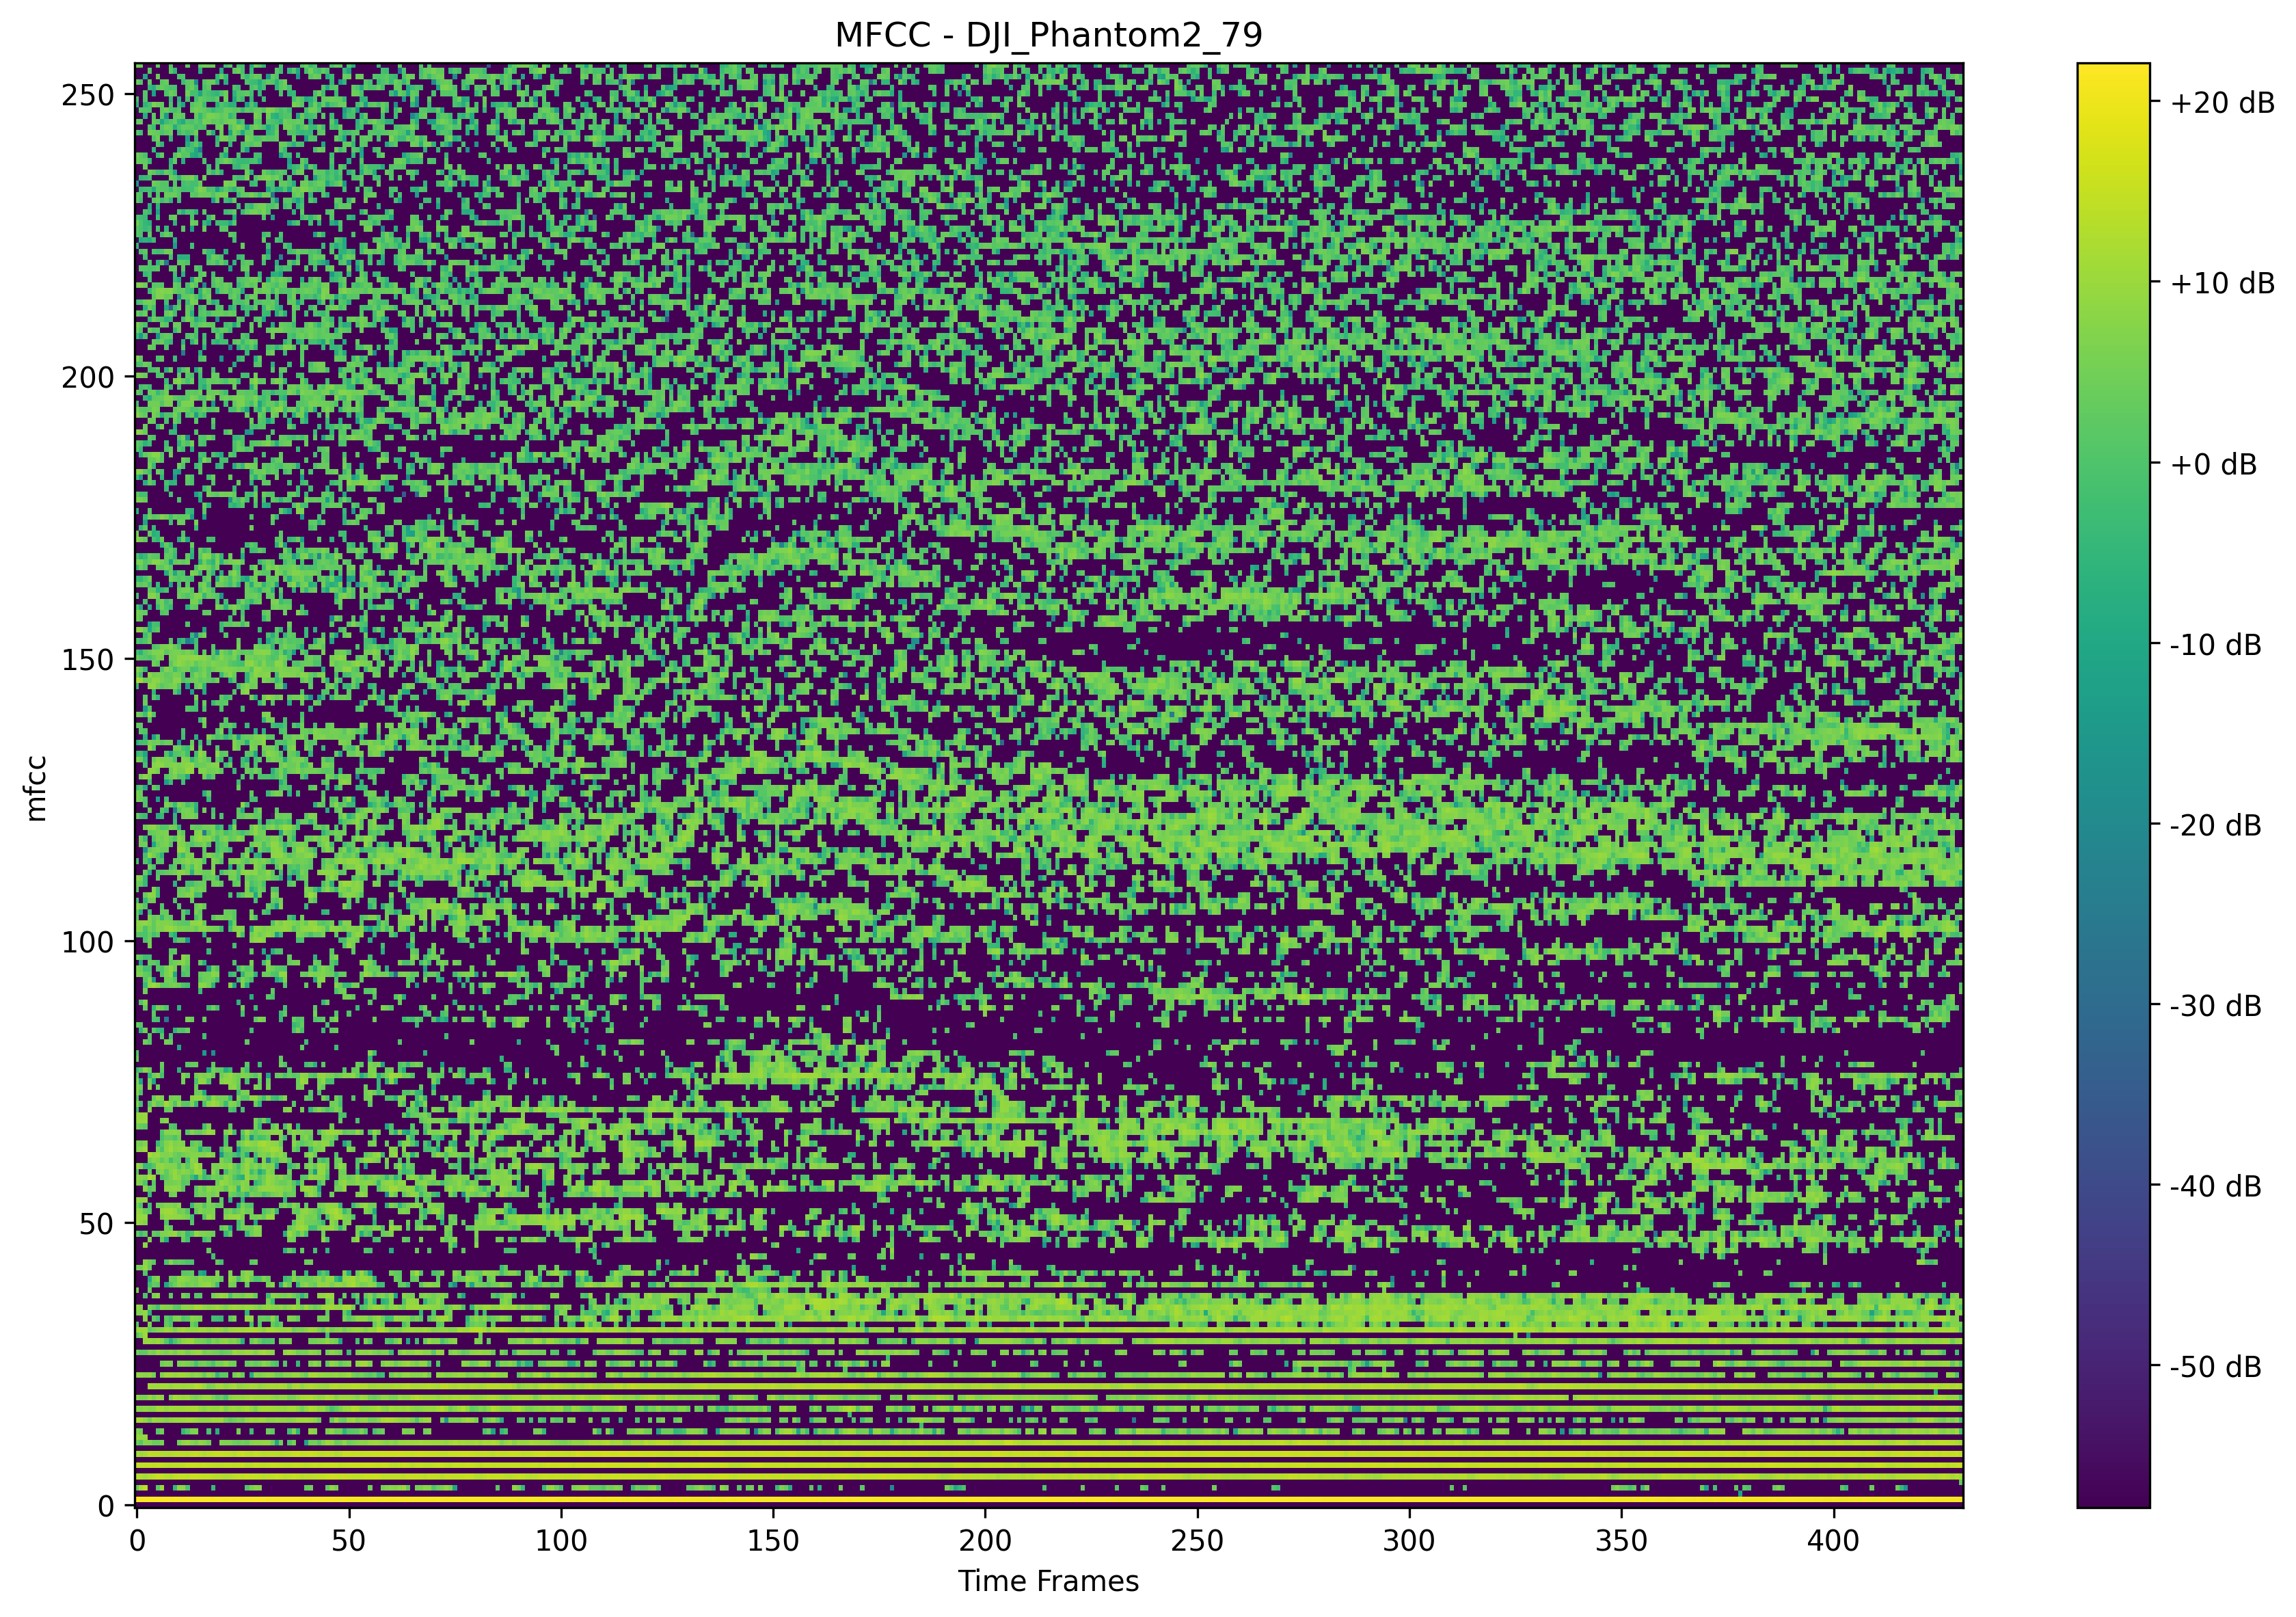 MFCC - DJI_Phantom2_79
250
200
150
100
50
0
mfcc
0 50 100 150 200 250 300 350 400
Time Frames
+20 dB
+10 dB
+0 dB
-10 dB
-20 dB
-30 dB
-40 dB
-50 dB